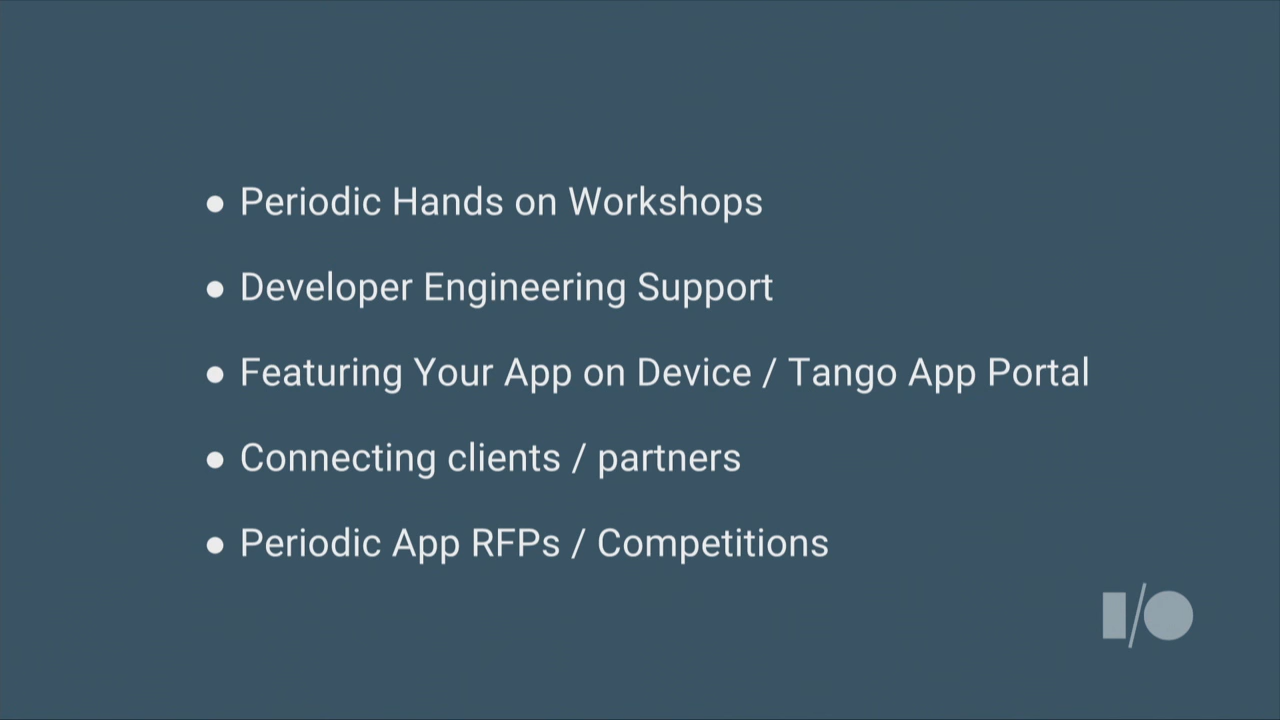 ● Periodic Hands on Workshops
● Developer Engineering Support
● Featuring Your App on Device / Tango App Portal
● Connecting clients / partners
● Periodic App RFPs / Competitions
I/O